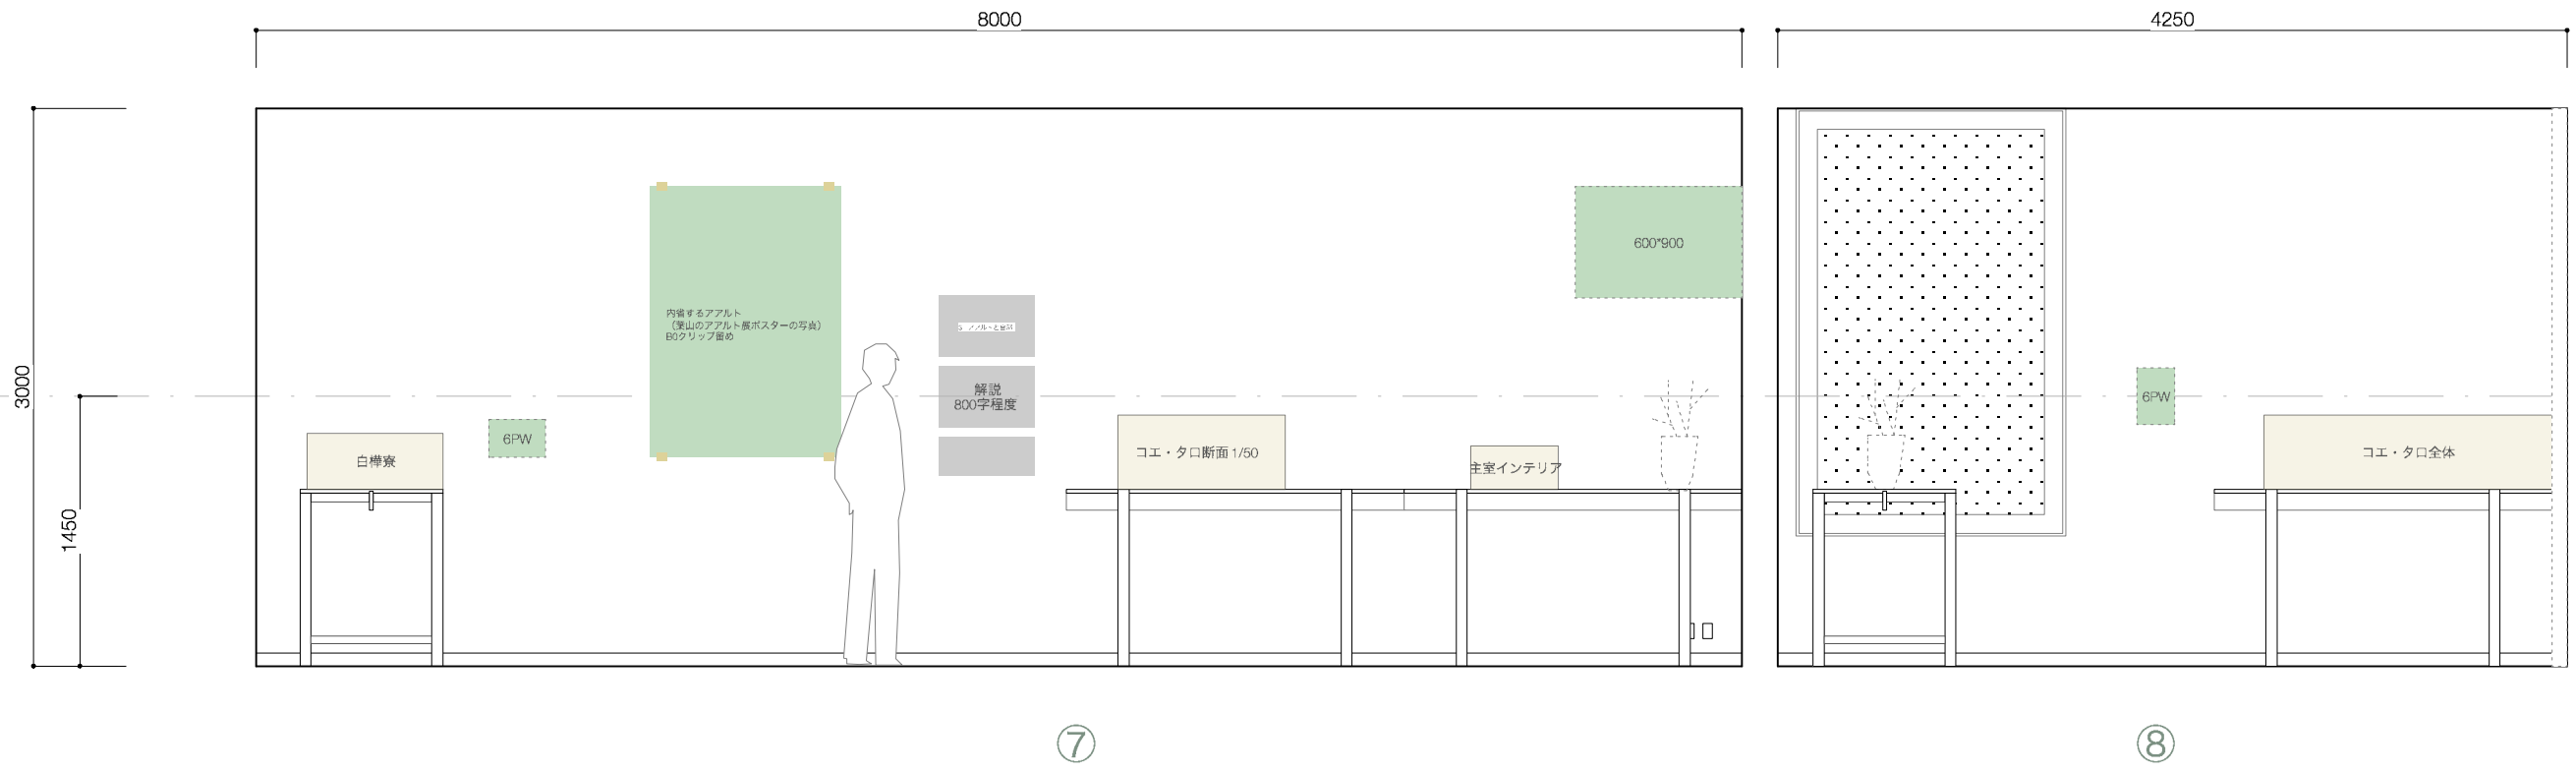 8000
4250
3000
1450
600*900
内省するアアルト
(葉山のアアルト展ポスターの写真)
B0クリップ留め
解説
800字程度
6PW
白樺寮
コエ・タロ断面 1/50
主室インテリア
6PW
コエ・タロ全体
⑦
⑧